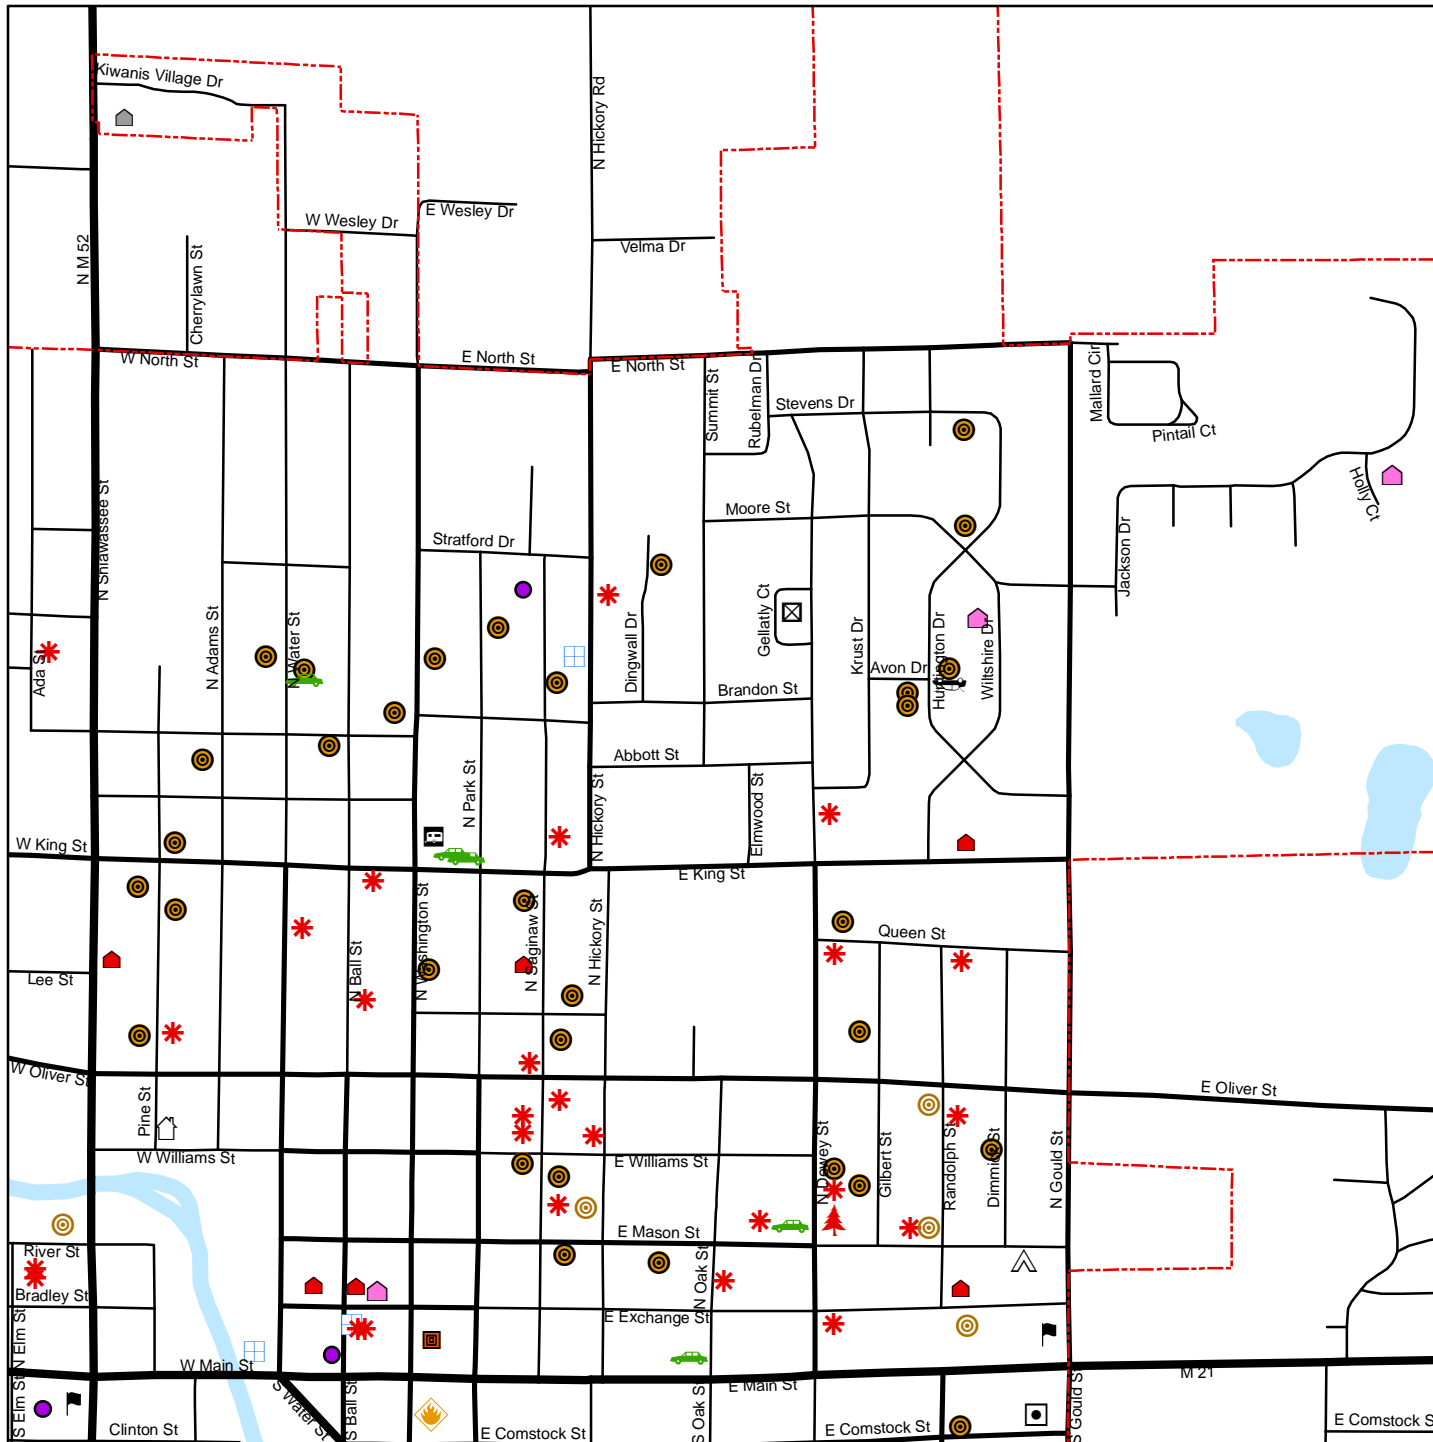 Kiwanis Village Dr
N Hickory Rd
E Wesley Dr
W Wesley Dr
N M 52
Cherrylawn St
Velma Dr
W North St
E North St
E North St
Mallard Cir
Summit St
Rubelman Dr
Stevens Dr
Pintail Ct
Holly Ct
N Shiawassee St
Moore St
Stratford Dr
Jackson Dr
Ada St
N Adams St
N Water St
Dingwall Dr
Gellatly Ct
Krust Dr
Avon Dr
Huntington Dr
Wiltshire Dr
Brandon St
Abbott St
N Park St
N Hickory St
Elmwood St
W King St
E King St
N Ball St
N Washington St
N Saginaw St
N Hickory St
Queen St
Lee St
W Oliver St
E Oliver St
Pine St
W Williams St
E Williams St
N Dewey St
Gilbert St
Randolph St
Dimmick St
N Gould St
E Mason St
River St
Bradley St
N Oak St
E Exchange St
N Elm St
W Main St
M 21
E Main St
S Elm St
S Water St
S Ball St
S Oak St
S Gould St
Clinton St
E Comstock St
E Comstock St
E Comstock S